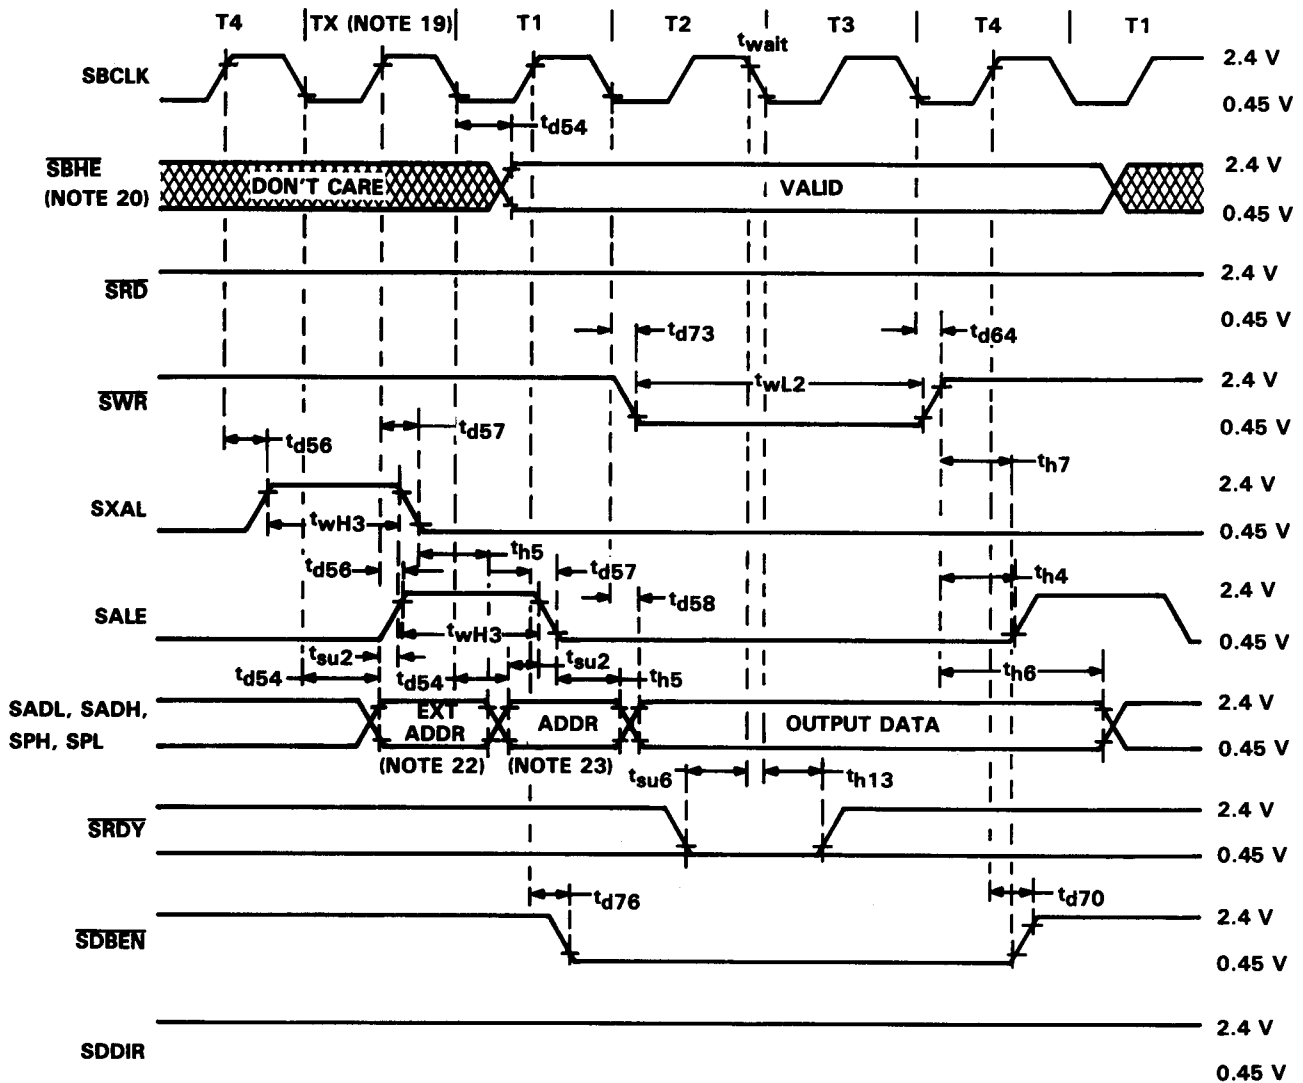 T4 TX (NOTE 19) T1 T2 T3 T4 T1
twait
SBCLK 2.4 V
0.45 V
td54
SBHE 2.4 V
(NOTE 20) DON'T CARE VALID
0.45 V
SRD 2.4 V
0.45 V
td73 td64
SWR twL2 2.4 V
0.45 V
td56 td57
th7
SXAL 2.4 V
twH3 0.45 V
th5
td56 td57 th4
td58 2.4 V
SALE
twH3 0.45 V
tsu2 tsu2
td54 td54 th5 th6
SADL, SADH, EXT ADDR OUTPUT DATA 2.4 V
SPH, SPL ADDR 0.45 V
(NOTE 22) (NOTE 23)
tsu6 th13
SRDY 2.4 V
0.45 V
td76 td70
SDBEN 2.4 V
0.45 V
SDDIR 2.4 V
0.45 V